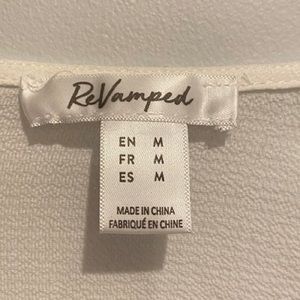 ReVamped
EN M
FR M
ES M
MADE IN CHINA
FABRIQUÉ EN CHINE